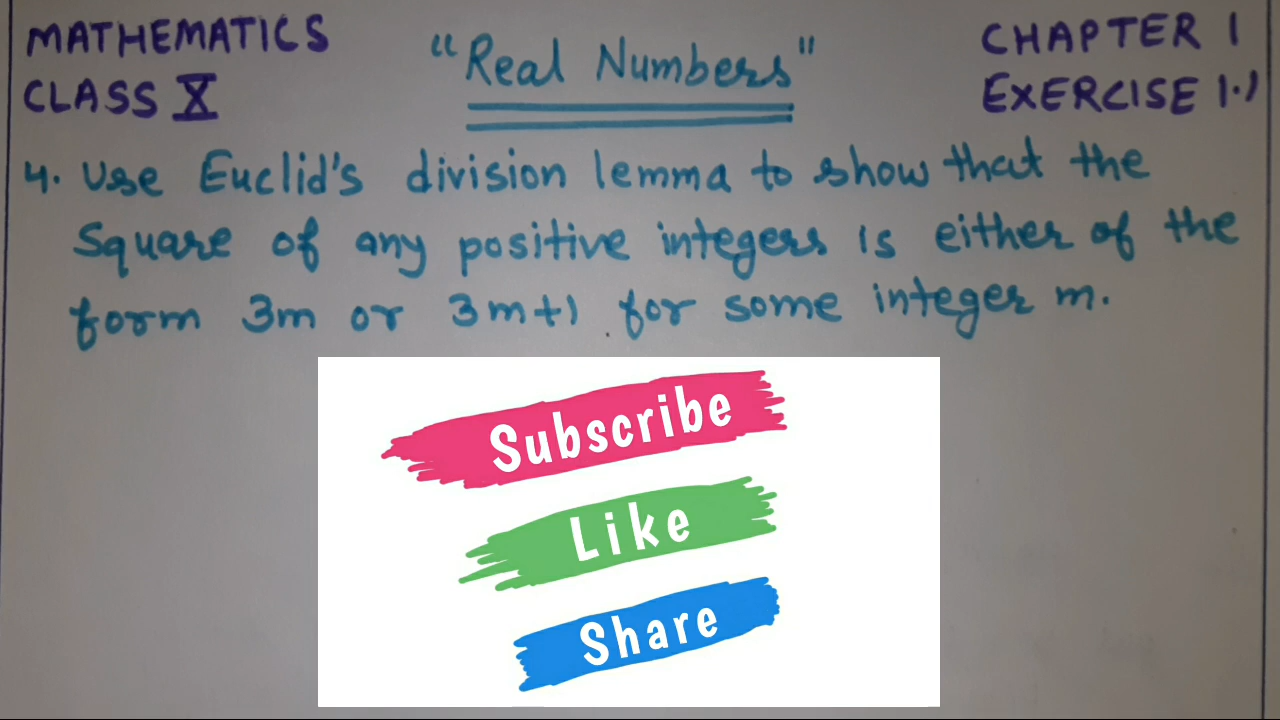 MATHEMATICS
CLASS X
"Real Numbers"
CHAPTER 1
EXERCISE 1.1
4. Use Euclid's division lemma to show that the
Square of any positive integers is either of the
form 3m or 3m+1 for some integer m.
Subscribe
Like
Share